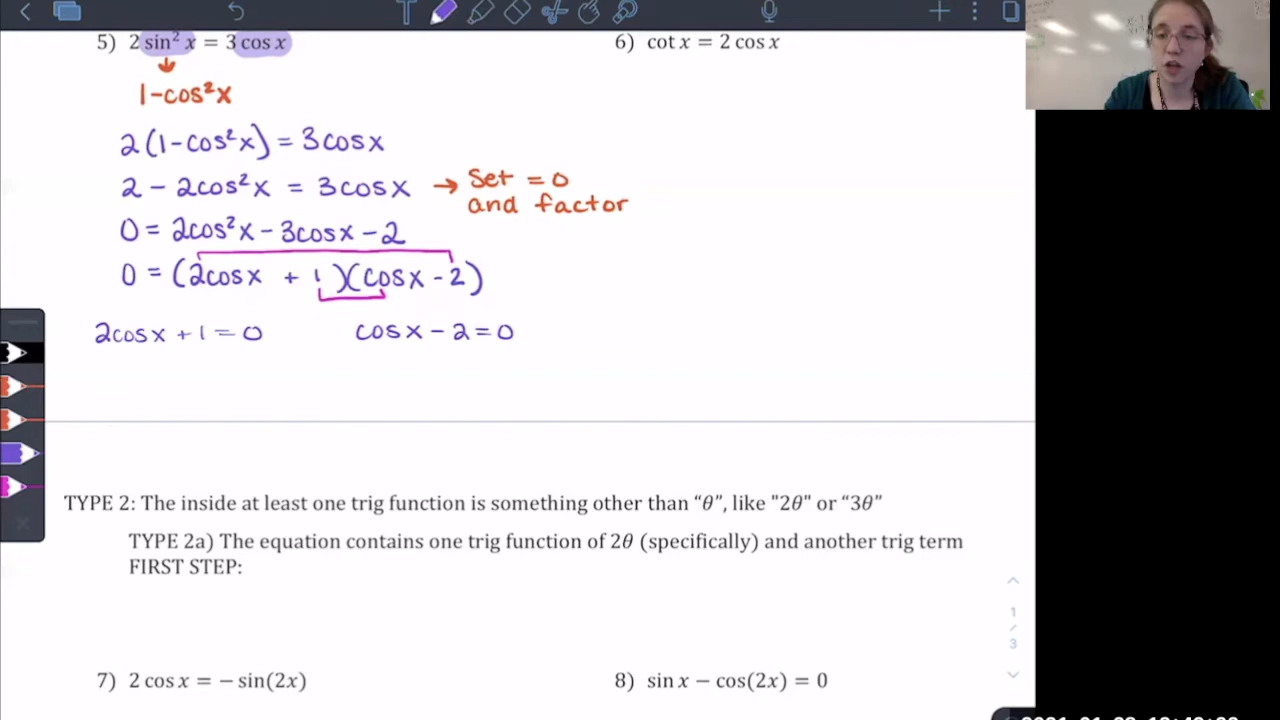 5) 2 sin² x = 3 cos x
1-cos²x
2(1-cos²x) = 3cosx
2 - 2cos²x = 3cosx → Set = 0
and factor
0 = 2cos²x - 3cosx - 2
0 = (2cosx + 1)(cosx - 2)
2cosx + 1 = 0 cosx - 2 = 0
6) cot x = 2 cos x
TYPE 2: The inside at least one trig function is something other than “θ”, like "2θ" or “3θ”
TYPE 2a) The equation contains one trig function of 2θ (specifically) and another trig term
FIRST STEP:
1
/
3
7) 2 cos x = − sin(2x)
8) sin x − cos(2x) = 0